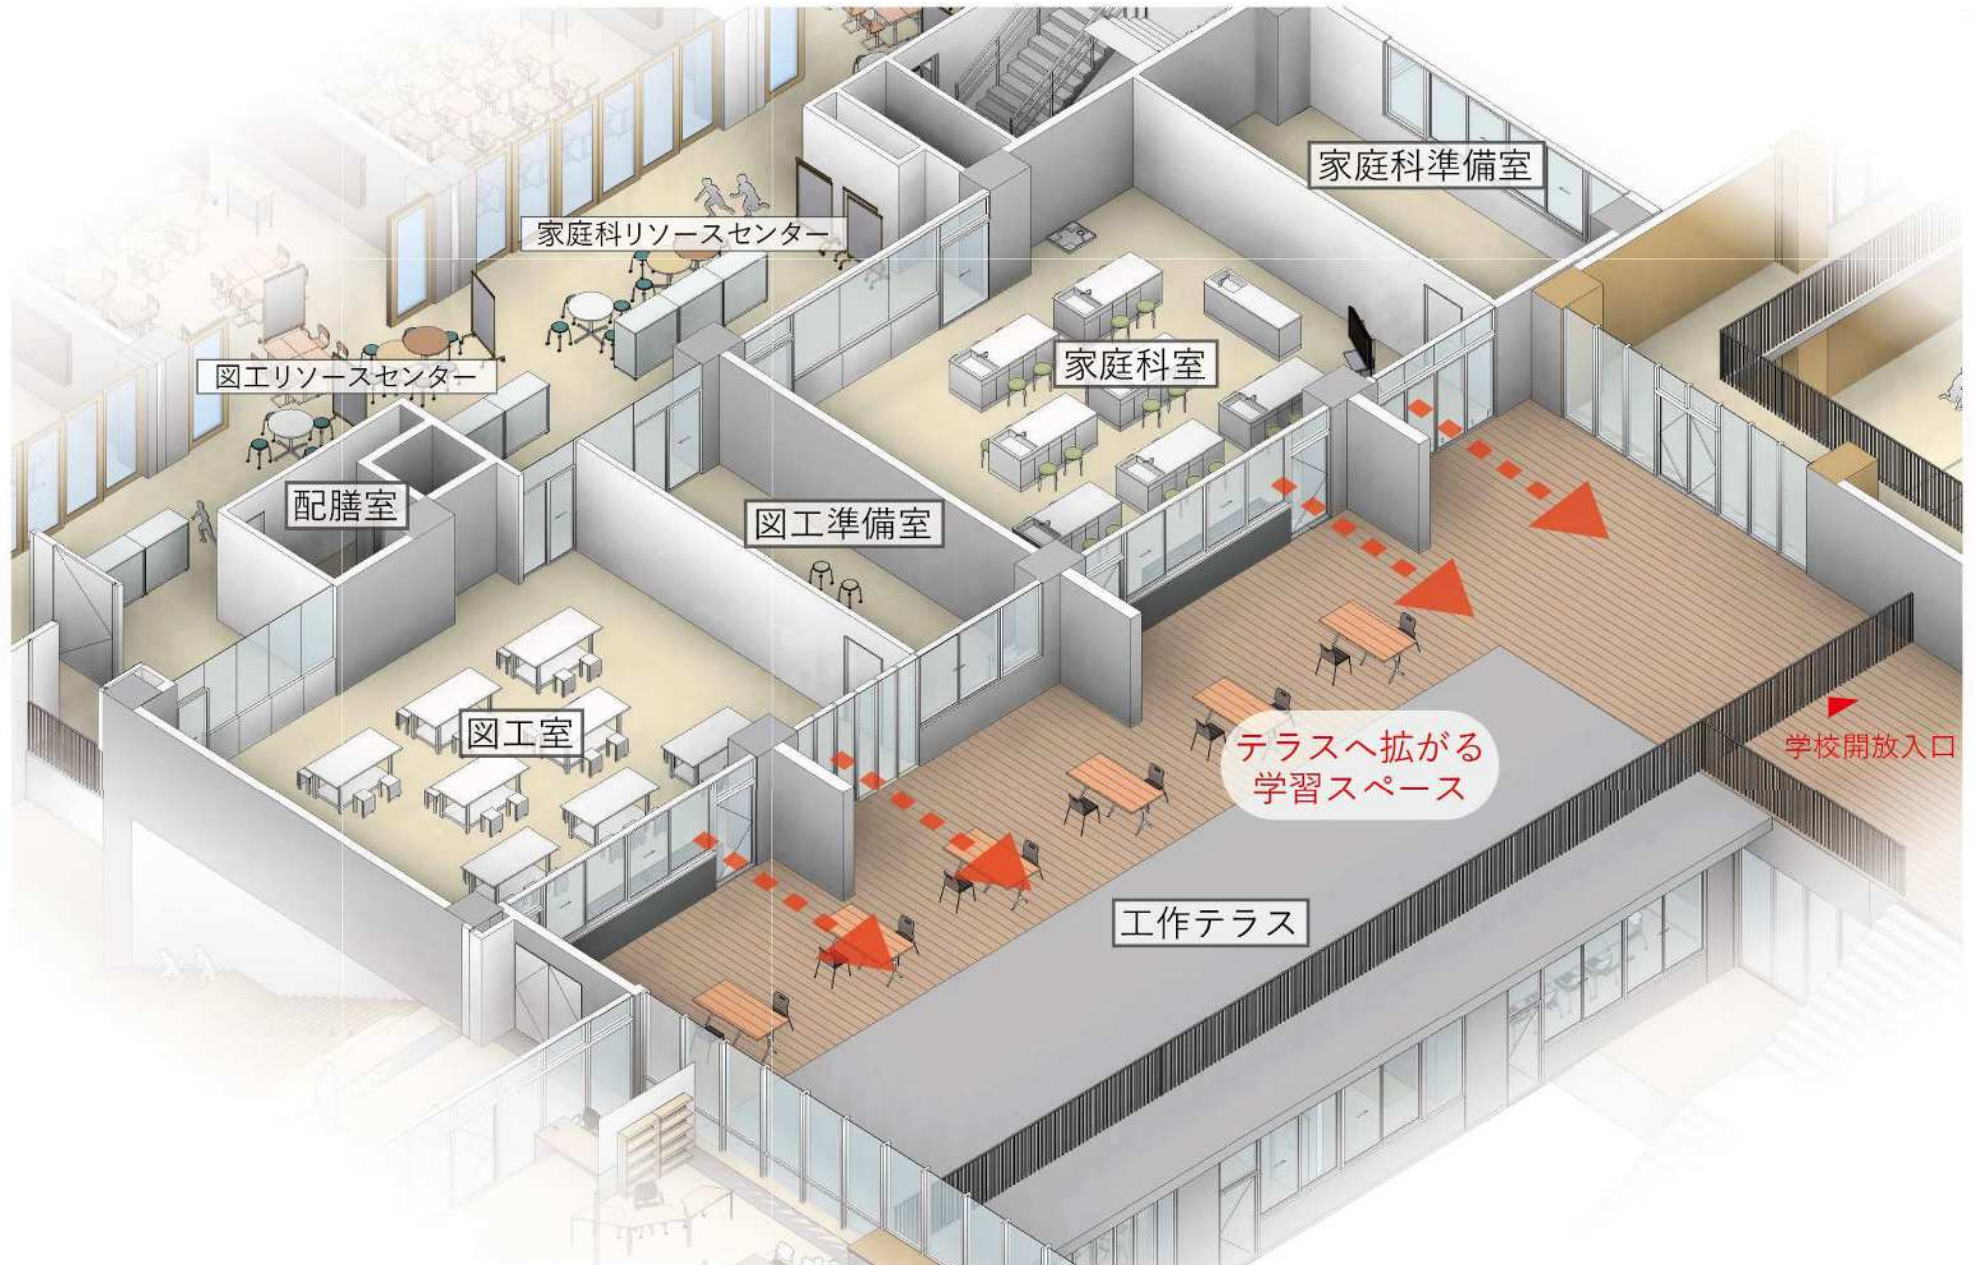 家庭科準備室
家庭科リソースセンター
家庭科室
図工リソースセンター
配膳室
図工準備室
図工室
テラスへ拡がる
学習スペース
学校開放入口
工作テラス